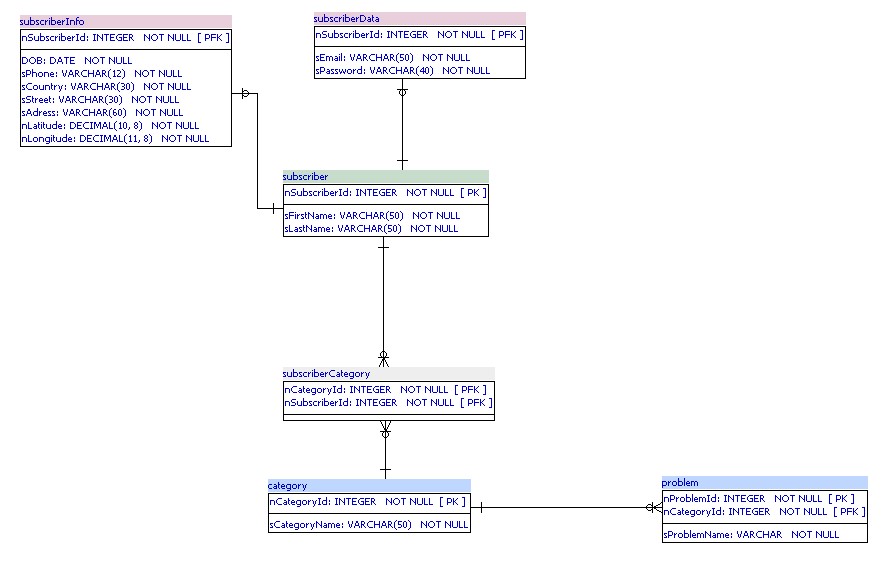 subscriberInfo
nSubscriberId: INTEGER NOT NULL [ PFK ]
DOB: DATE NOT NULL
sPhone: VARCHAR(12) NOT NULL
sCountry: VARCHAR(30) NOT NULL
sStreet: VARCHAR(30) NOT NULL
sAdress: VARCHAR(60) NOT NULL
nLatitude: DECIMAL(10, 8) NOT NULL
nLongitude: DECIMAL(11, 8) NOT NULL
subscriberData
nSubscriberId: INTEGER NOT NULL [ PFK ]
sEmail: VARCHAR(50) NOT NULL
sPassword: VARCHAR(40) NOT NULL
subscriber
nSubscriberId: INTEGER NOT NULL [ PK ]
sFirstName: VARCHAR(50) NOT NULL
sLastName: VARCHAR(50) NOT NULL
subscriberCategory
nCategoryId: INTEGER NOT NULL [ PFK ]
nSubscriberId: INTEGER NOT NULL [ PFK ]
category
nCategoryId: INTEGER NOT NULL [ PK ]
sCategoryName: VARCHAR(50) NOT NULL
problem
nProblemId: INTEGER NOT NULL [ PK ]
nCategoryId: INTEGER NOT NULL [ PFK ]
sProblemName: VARCHAR NOT NULL